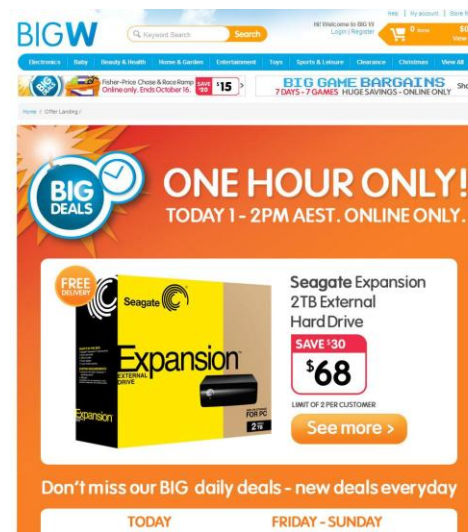 Help | My account | Store
BIGW
Keyword Search
Search
Hi! Welcome to BIG W
Login | Register
0 items
$0
View
Electronics Baby Beauty & Health Home & Garden Entertainment Toys Sports & Leisure Clearance Christmas View All
BIG DEALS
Fisher-Price Chase & Race Ramp
Online only. Ends October 16.
SAVE $20
$15 >
BIG GAME BARGAINS
7 DAYS - 7 GAMES HUGE SAVINGS - ONLINE ONLY
Home / Offer Landing /
BIG
DEALS
ONE HOUR ONLY!
TODAY 1 - 2PM AEST. ONLINE ONLY.
FREE
DELIVERY
Seagate
Expansion
EXTERNAL
DRIVE
Expansion
FOR PC
2TB
Seagate Expansion
2TB External
Hard Drive
SAVE $30
$68
LIMIT OF 2 PER CUSTOMER
See more >
Don't miss our BIG daily deals - new deals everyday
TODAY FRIDAY - SUNDAY